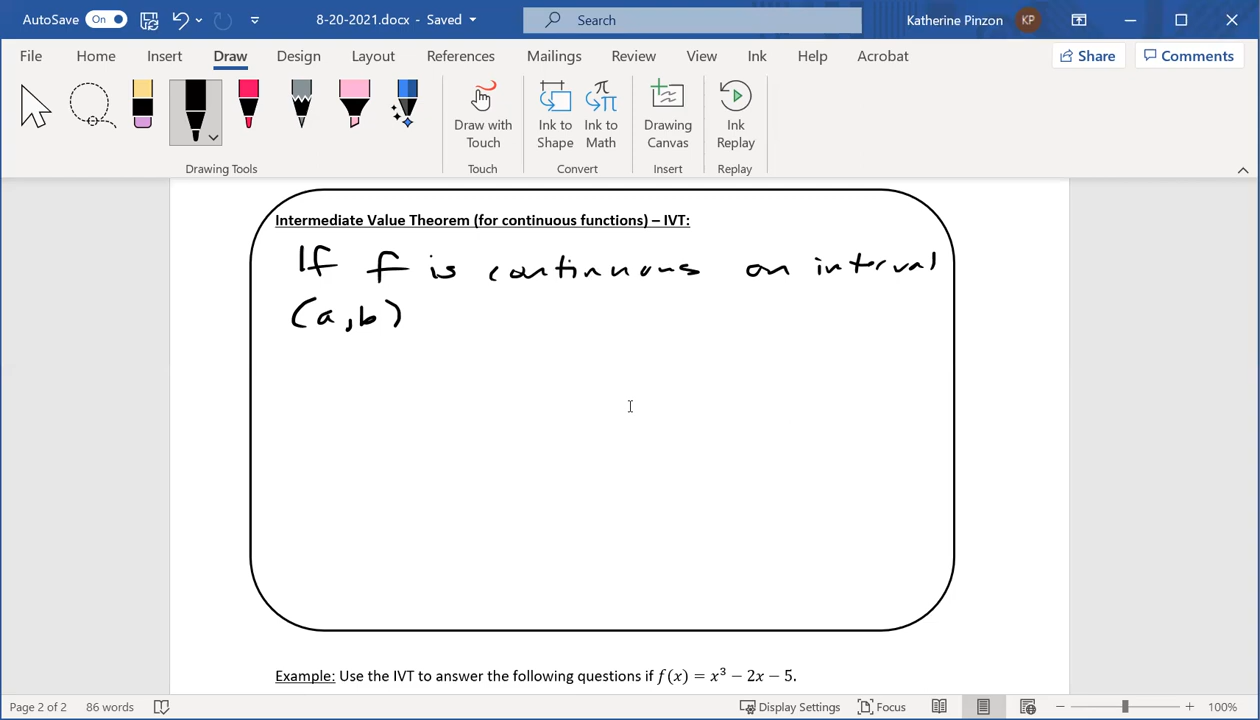 AutoSave On 8-20-2021.docx - Saved Search Katherine Pinzon KP
File Home Insert Draw Design Layout References Mailings Review View Ink Help Acrobat Share Comments
Draw with Touch
Ink to Shape
Ink to Math
Drawing Canvas
Ink Replay
Drawing Tools Touch Convert Insert Replay
Intermediate Value Theorem (for continuous functions) – IVT:
If f is continuous on interval
(a,b)
Example: Use the IVT to answer the following questions if f(x) = x³ − 2x − 5.
Page 2 of 2 86 words Display Settings Focus 100%